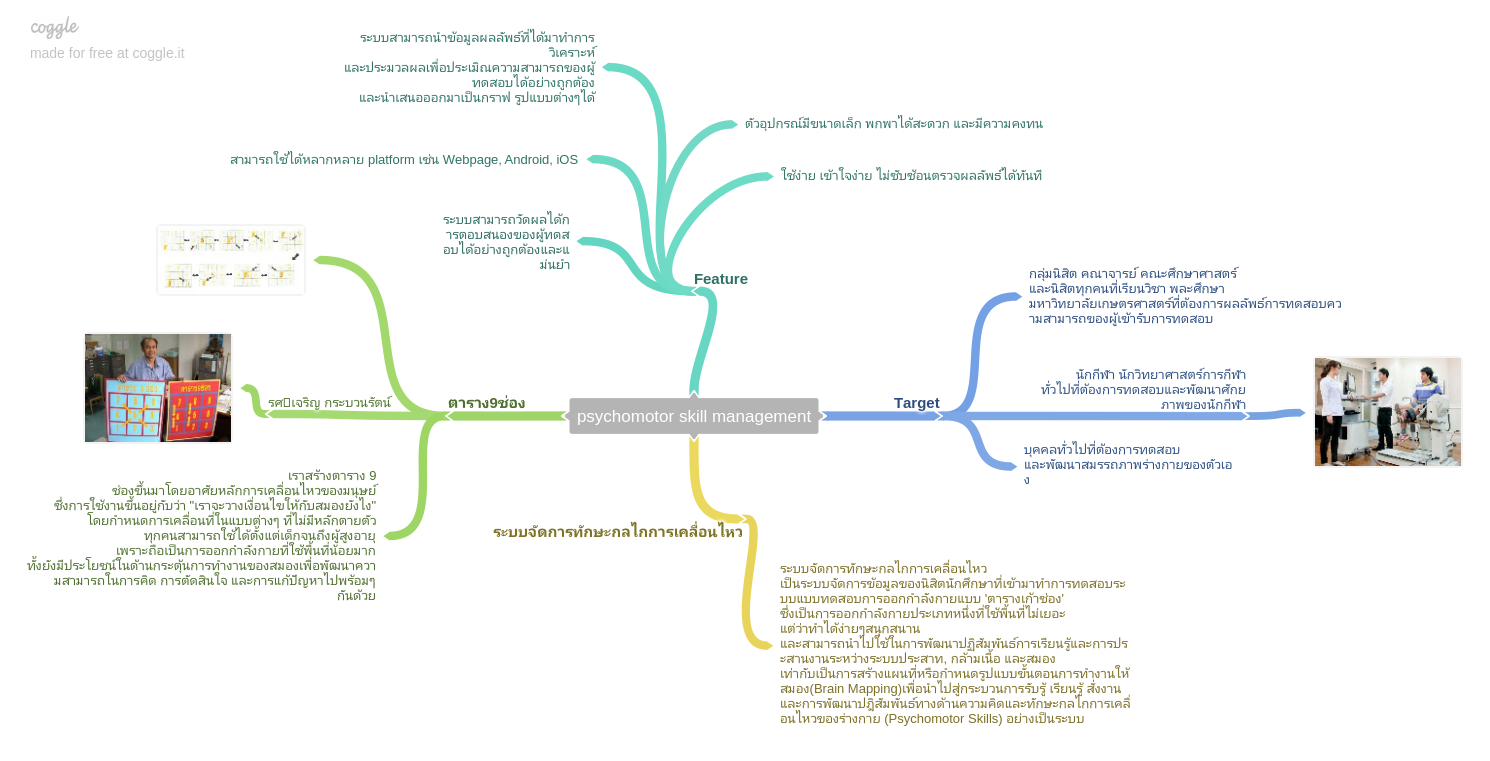 coggle
made for free at coggle.it
ระบบสามารถนำข้อมูลผลลัพธ์ที่ได้มาทำการ
วิเคราะห์
และประมวลผลเพื่อประเมิณความสามารถของผู้
ทดสอบได้อย่างถูกต้อง
และนำเสนอออกมาเป็นกราฟ รูปแบบต่างๆได้
ตัวอุปกรณ์มีขนาดเล็ก พกพาได้สะดวก และมีความคงทน
สามารถใช้ได้หลากหลาย platform เช่น Webpage, Android, iOS
ใช้ง่าย เข้าใจง่าย ไม่ซับซ้อนตรวจผลลัพธ์ได้ทันที
ระบบสามารถวัดผลได้ก
ารตอบสนองของผู้ทดส
อบได้อย่างถูกต้องและแ
ม่นยำ
Feature
กลุ่มนิสิต คณาจารย์ คณะศึกษาศาสตร์
และนิสิตทุกคนที่เรียนวิชา พละศึกษา
มหาวิทยาลัยเกษตรศาสตร์ที่ต้องการผลลัพธ์การทดสอบคว
ามสามารถของผู้เข้ารับการทดสอบ
นักกีฬา นักวิทยาศาสตร์การกีฬา
ทั่วไปที่ต้องการทดสอบและพัฒนาศักย
ภาพของนักกีฬา
Target
บุคคลทั่วไปที่ต้องการทดสอบ
และพัฒนาสมรรถภาพร่างกายของตัวเอ
ง
psychomotor skill management
ตาราง9ช่อง
รศ.เจริญ กระบวนรัตน์
เราสร้างตาราง 9
ช่องขึ้นมาโดยอาศัยหลักการเคลื่อนไหวของมนุษย์
ซึ่งการใช้งานขึ้นอยู่กับว่า "เราจะวางเงื่อนไขให้กับสมองยังไง"
โดยกำหนดการเคลื่อนที่ในแบบต่างๆ ที่ไม่มีหลักตายตัว
ทุกคนสามารถใช้ได้ตั้งแต่เด็กจนถึงผู้สูงอายุ
เพราะถือเป็นการออกกำลังกายที่ใช้พื้นที่น้อยมาก
ทั้งยังมีประโยชน์ในด้านกระตุ้นการทำงานของสมองเพื่อพัฒนาควา
มสามารถในการคิด การตัดสินใจ และการแก้ปัญหาไปพร้อมๆ
กันด้วย
ระบบจัดการทักษะกลไกการเคลื่อนไหว
ระบบจัดการทักษะกลไกการเคลื่อนไหว
เป็นระบบจัดการข้อมูลของนิสิตนักศึกษาที่เข้ามาทำการทดสอบระ
บบแบบทดสอบการออกกำลังกายแบบ 'ตารางเก้าช่อง'
ซึ่งเป็นการออกกำลังกายประเภทหนึ่งที่ใช้พื้นที่ไม่เยอะ
แต่ว่าทำได้ง่ายๆสนุกสนาน
และสามารถนำไปใช้ในการพัฒนาปฏิสัมพันธ์การเรียนรู้และการปร
ะสานงานระหว่างระบบประสาท, กล้ามเนื้อ และสมอง
เท่ากับเป็นการสร้างแผนที่หรือกำหนดรูปแบบขั้นตอนการทำงานให้
สมอง(Brain Mapping)เพื่อนำไปสู่กระบวนการรับรู้ เรียนรู้ สั่งงาน
และการพัฒนาปฎิสัมพันธ์ทางด้านความคิดและทักษะกลไกการเคลื่
อนไหวของร่างกาย (Psychomotor Skills) อย่างเป็นระบบ